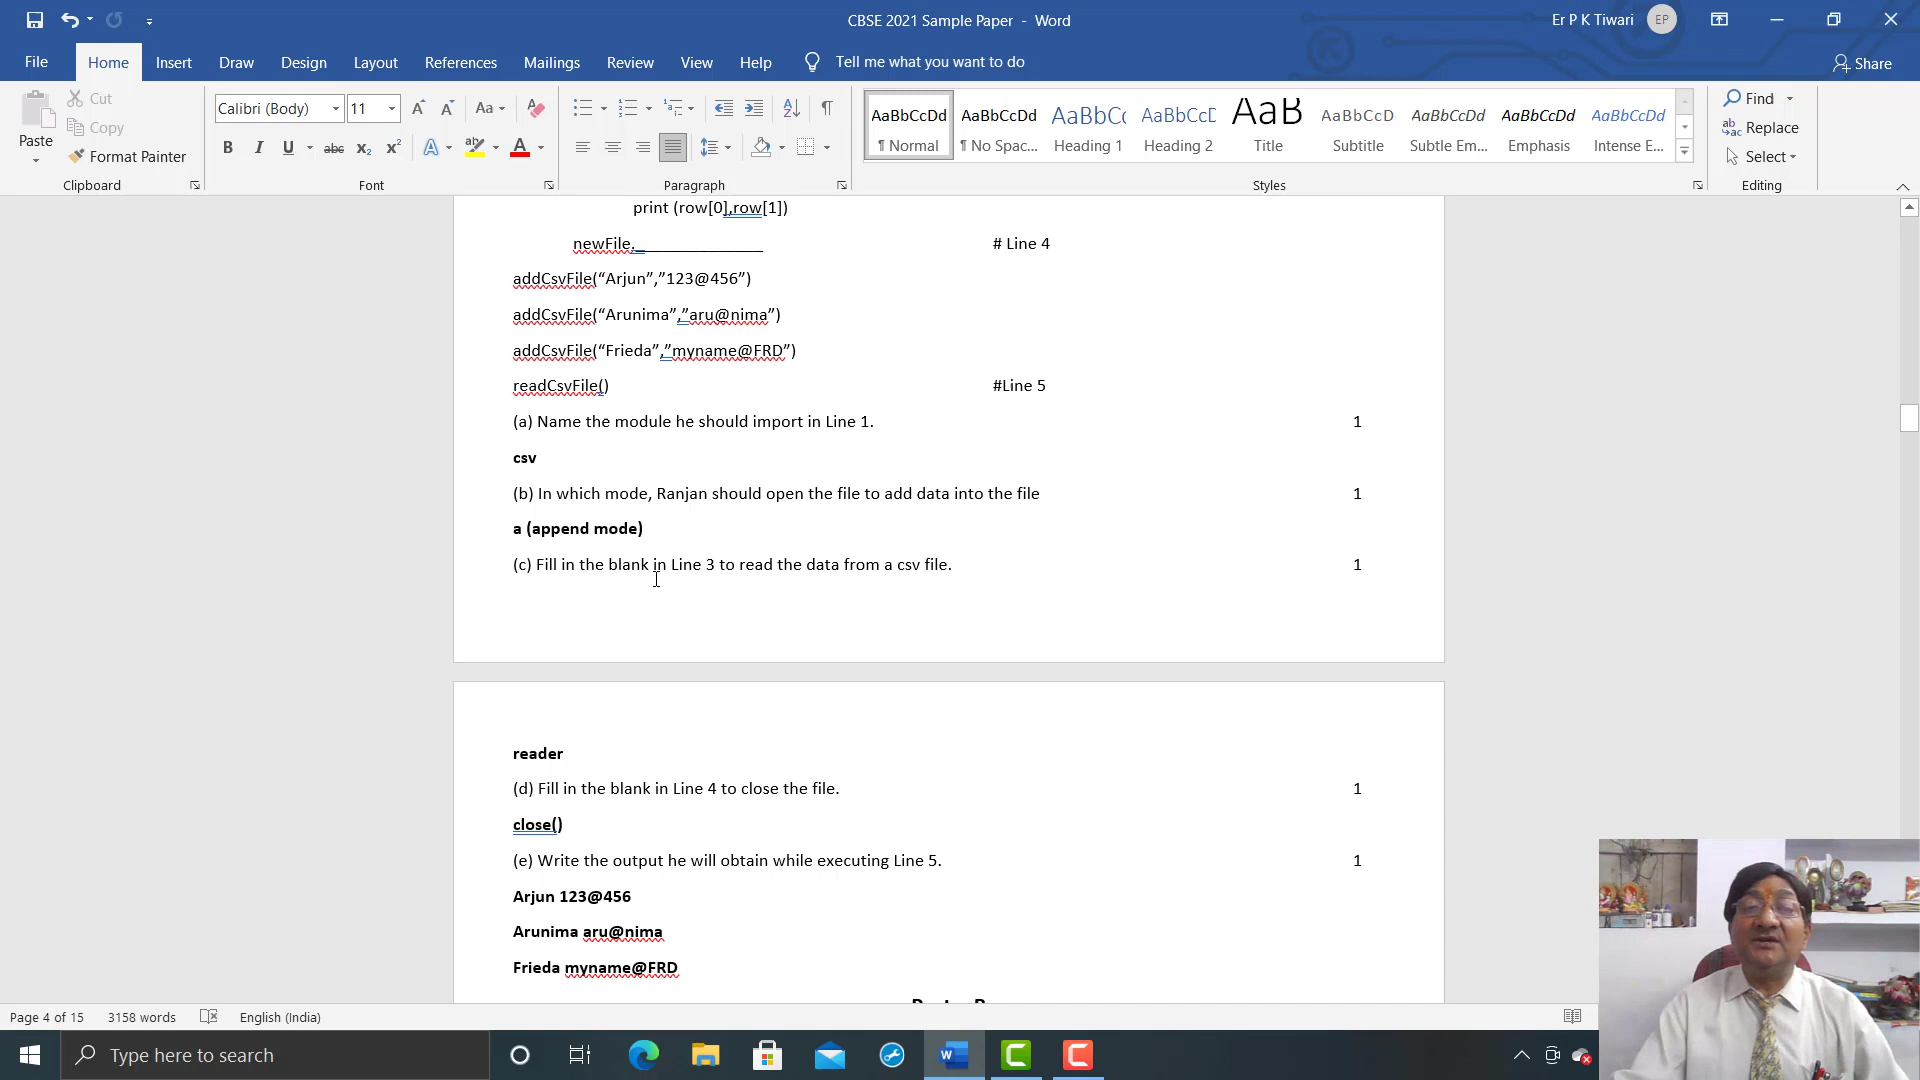 CBSE 2021 Sample Paper - Word
Er P K Tiwari EP
File Home Insert Draw Design Layout References Mailings Review View Help Tell me what you want to do Share
Paste
Cut
Copy
Format Painter
Clipboard
Calibri (Body) 11
Font
Paragraph
AaBbCcDd AaBbCcDd AaBbCc AaBbCcD AaB AaBbCcD AaBbCcDd AaBbCcDd AaBbCcDd
¶ Normal ¶ No Spac... Heading 1 Heading 2 Title Subtitle Subtle Em... Emphasis Intense E...
Styles
Find
Replace
Select
Editing
print (row[0],row[1])
newFile._______________ # Line 4
addCsvFile(“Arjun”,”123@456”)
addCsvFile(“Arunima”,”aru@nima”)
addCsvFile(“Frieda”,”myname@FRD”)
readCsvFile() #Line 5
(a) Name the module he should import in Line 1. 1
csv
(b) In which mode, Ranjan should open the file to add data into the file 1
a (append mode)
(c) Fill in the blank in Line 3 to read the data from a csv file. 1
reader
(d) Fill in the blank in Line 4 to close the file. 1
close()
(e) Write the output he will obtain while executing Line 5. 1
Arjun 123@456
Arunima aru@nima
Frieda myname@FRD
Page 4 of 15 3158 words English (India)
Type here to search